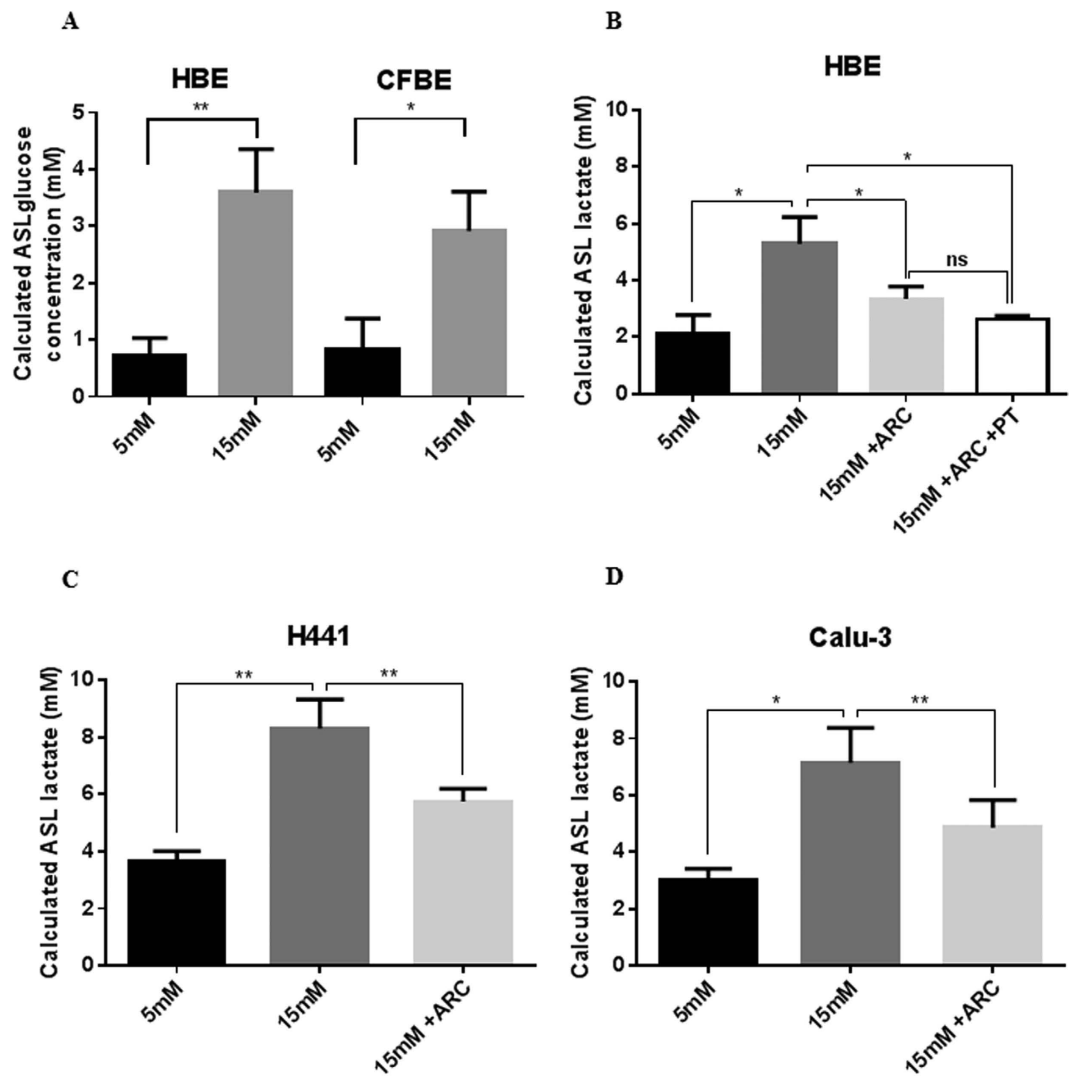 A
HBE
CFBE
**
*
Calculated ASLglucose
concentration (mM)
5
4
3
2
1
0
5mM
15mM
5mM
15mM
B
HBE
Calculated ASL lactate (mM)
10
8
6
4
2
0
*
*
*
ns
5mM
15mM
15mM +ARC
15mM +ARC +PT
C
H441
Calculated ASL lactate (mM)
10
8
6
4
2
0
**
**
5mM
15mM
15mM +ARC
D
Calu-3
Calculated ASL lactate (mM)
10
8
6
4
2
0
*
**
5mM
15mM
15mM +ARC